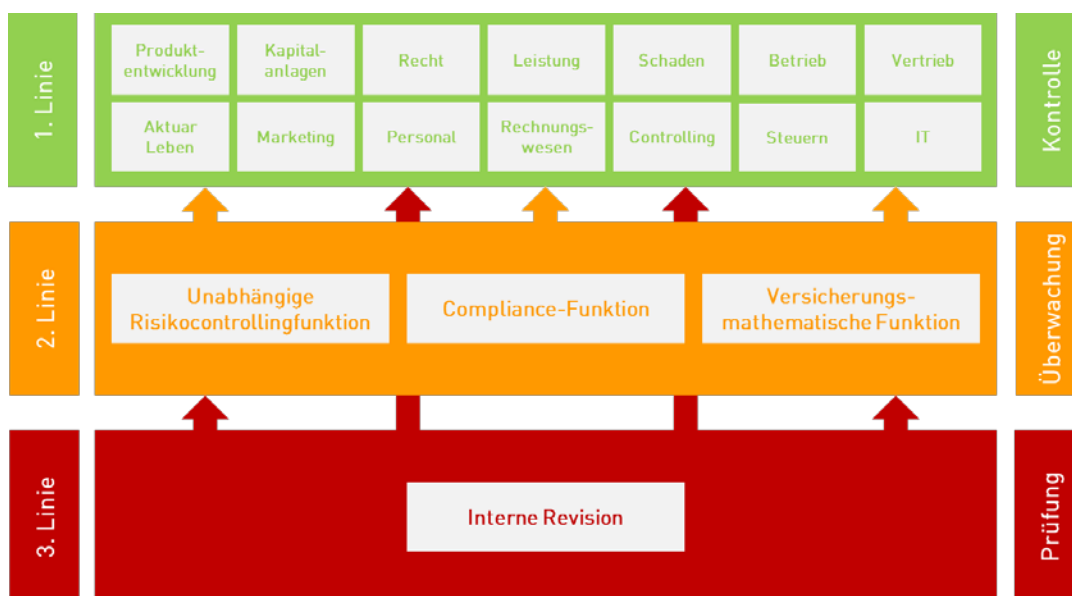 1. Linie
Produkt-
entwicklung
Kapital-
anlagen
Recht
Leistung
Schaden
Betrieb
Vertrieb
Aktuar
Leben
Marketing
Personal
Rechnungs-
wesen
Controlling
Steuern
IT
Kontrolle
2. Linie
Unabhängige
Risikocontrollingfunktion
Compliance-Funktion
Versicherungs-
mathematische Funktion
Überwachung
3. Linie
Interne Revision
Prüfung